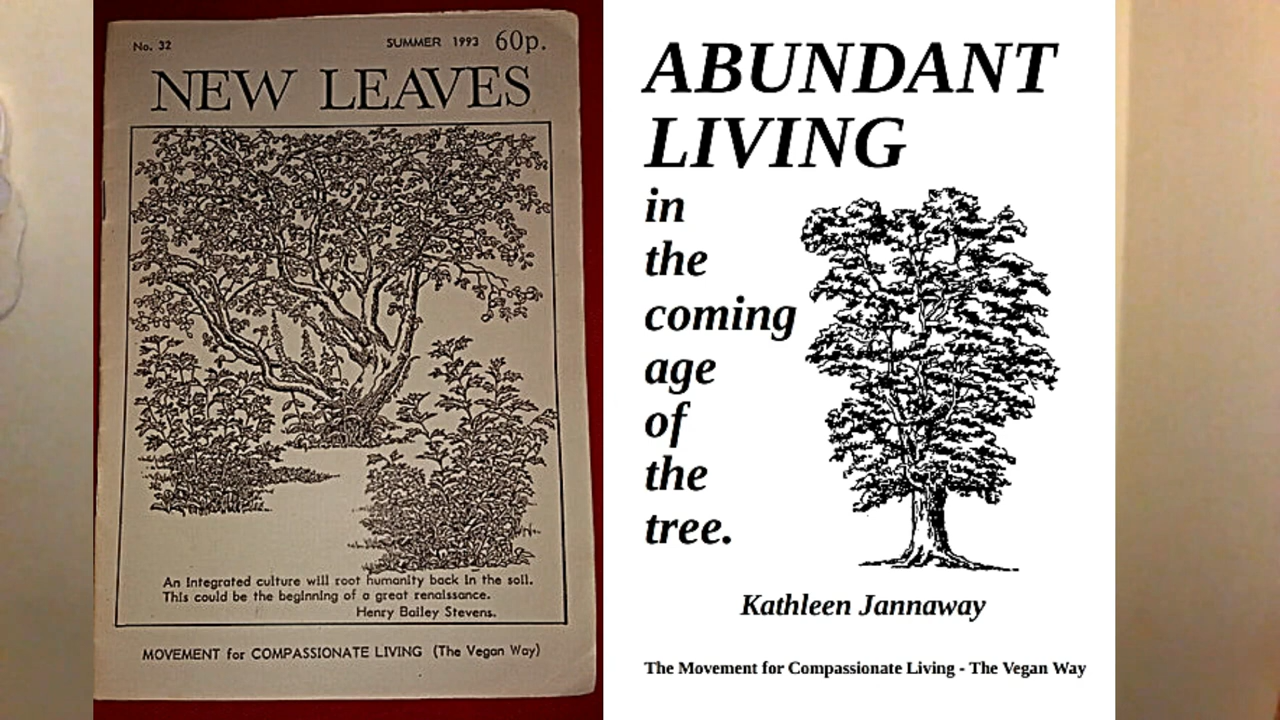 No. 32
SUMMER 1993 60p.
NEW LEAVES
An integrated culture will root humanity back in the soil.
This could be the beginning of a great renaissance.
Henry Bailey Stevens.
MOVEMENT for COMPASSIONATE LIVING (The Vegan Way)
ABUNDANT
LIVING
in
the
coming
age
of
the
tree.
Kathleen Jannaway
The Movement for Compassionate Living - The Vegan Way